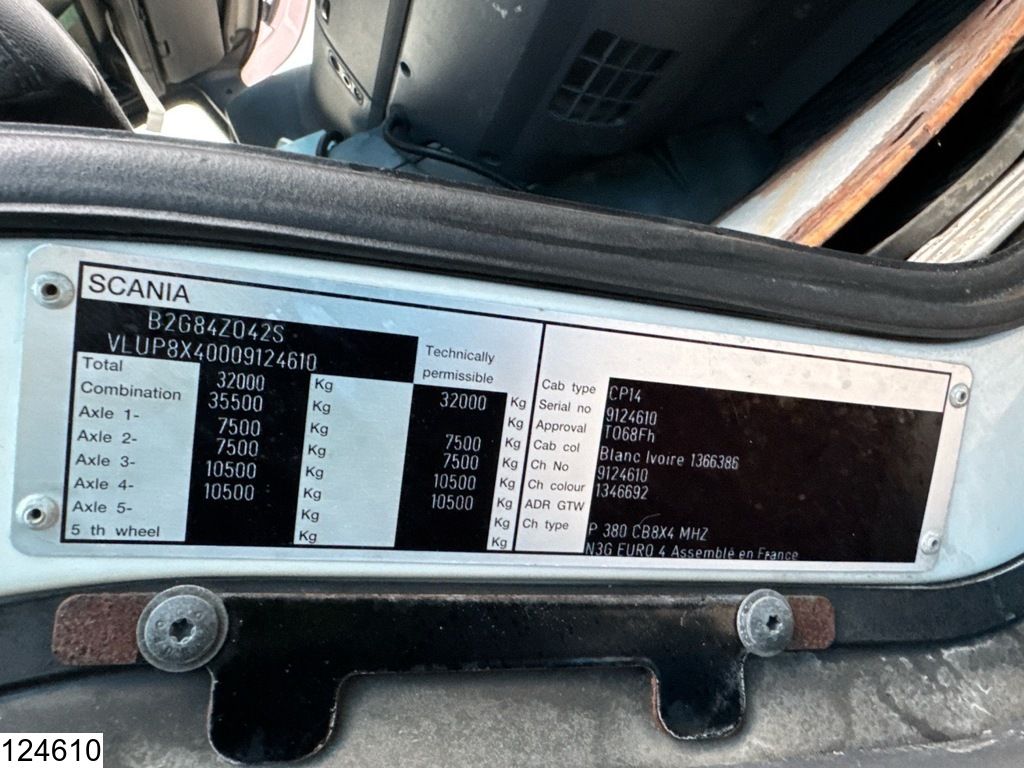 SCANIA
B2G84Z042S
VLUP8X40009124610
Technically permissible
Total 32000 Kg 32000 Kg
Combination 35500 Kg Kg
Axle 1- 7500 Kg 7500 Kg
Axle 2- 7500 Kg 7500 Kg
Axle 3- 10500 Kg 10500 Kg
Axle 4- 10500 Kg 10500 Kg
Axle 5- Kg Kg
5 th wheel Kg Kg
Cab type CP14
Serial no 9124610
Approval T068Fh
Cab col Blanc Ivoire 1366386
Ch No 9124610
Ch colour 1346692
ADR GTW
Ch type P 380 CB8X4 MHZ
N3G EURO 4 Assemblé en France
124610